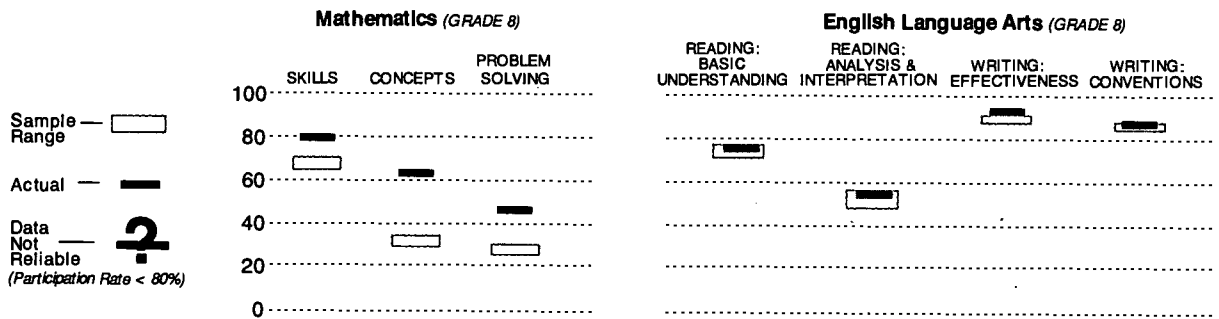 Mathematics (GRADE 8)
SKILLS
CONCEPTS
PROBLEM
SOLVING
100
80
60
40
20
0
Sample
Range
Actual
Data
Not
Reliable
?
(Participation Rate < 80%)
English Language Arts (GRADE 8)
READING:
BASIC
UNDERSTANDING
READING:
ANALYSIS &
INTERPRETATION
WRITING:
EFFECTIVENESS
WRITING:
CONVENTIONS